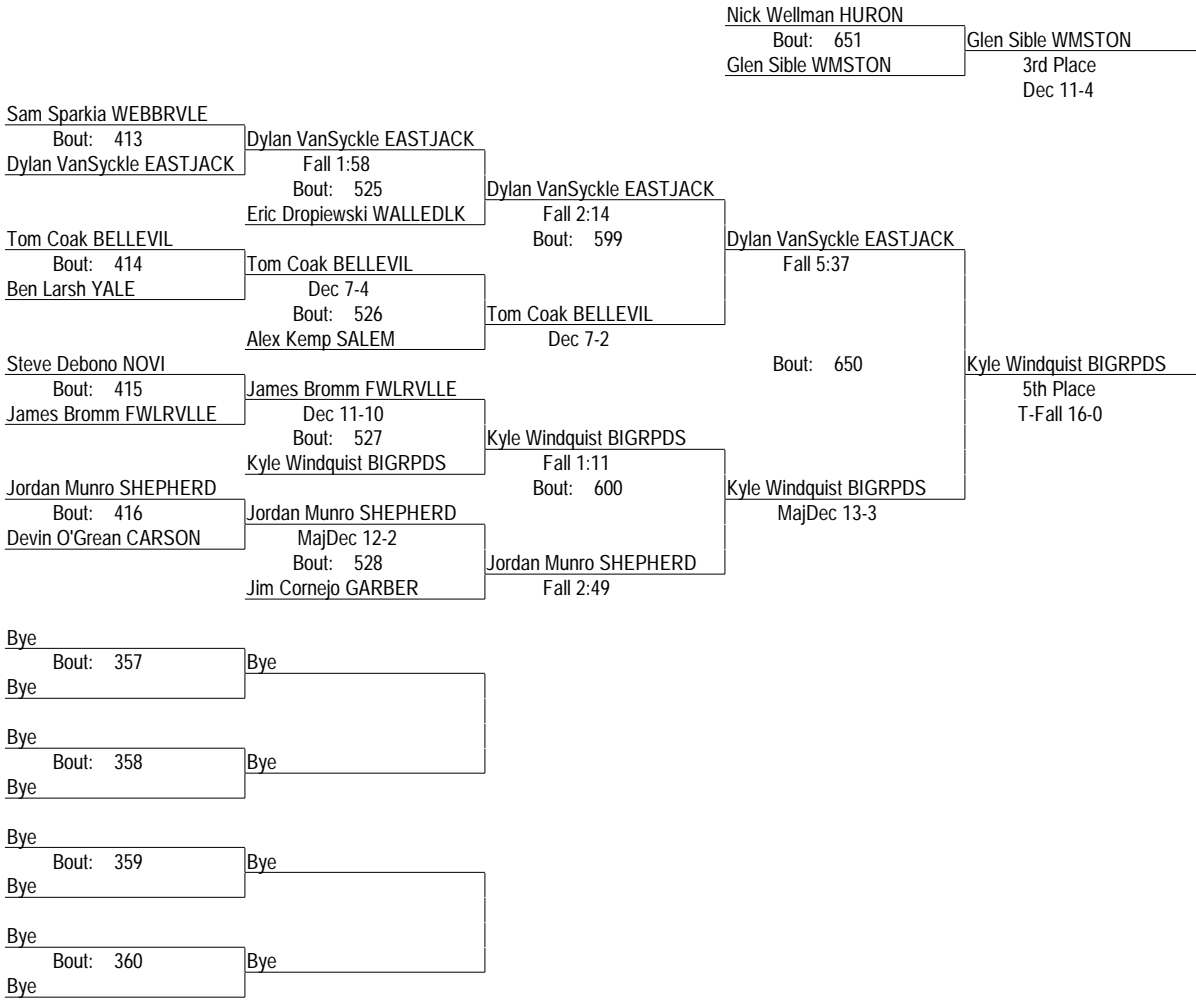 Nick Wellman HURON
Bout: 651 Glen Sible WMSTON
Glen Sible WMSTON 3rd Place
Dec 11-4
Sam Sparkia WEBBRVLE
Bout: 413 Dylan VanSyckle EASTJACK
Dylan VanSyckle EASTJACK Fall 1:58
Bout: 525 Dylan VanSyckle EASTJACK
Eric Dropiewski WALLEDLK Fall 2:14
Tom Coak BELLEVIL Bout: 599 Dylan VanSyckle EASTJACK
Bout: 414 Tom Coak BELLEVIL Fall 5:37
Ben Larsh YALE Dec 7-4
Bout: 526 Tom Coak BELLEVIL
Alex Kemp SALEM Dec 7-2
Steve Debono NOVI Bout: 650 Kyle Windquist BIGRPDS
Bout: 415 James Bromm FWLRVLLE 5th Place
James Bromm FWLRVLLE Dec 11-10 T-Fall 16-0
Bout: 527 Kyle Windquist BIGRPDS
Kyle Windquist BIGRPDS Fall 1:11
Jordan Munro SHEPHERD Bout: 600 Kyle Windquist BIGRPDS
Bout: 416 Jordan Munro SHEPHERD MajDec 13-3
Devin O'Grean CARSON MajDec 12-2
Bout: 528 Jordan Munro SHEPHERD
Jim Cornejo GARBER Fall 2:49
Bye
Bout: 357 Bye
Bye
Bye
Bout: 358 Bye
Bye
Bye
Bout: 359 Bye
Bye
Bye
Bout: 360 Bye
Bye